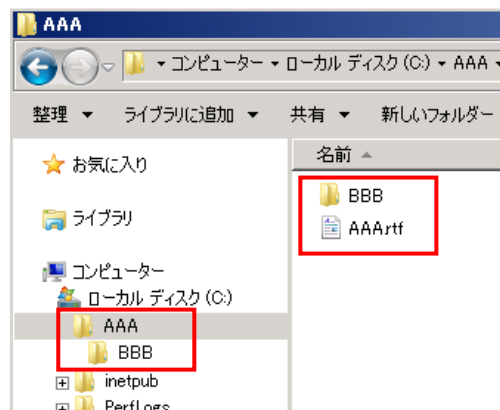 AAA
コンピューター ローカル ディスク (C:) AAA
整理 ライブラリに追加 共有 新しいフォルダー
お気に入り
ライブラリ
コンピューター
ローカル ディスク (C:)
AAA
BBB
inetpub
PerfLogs
名前
BBB
AAA.rtf